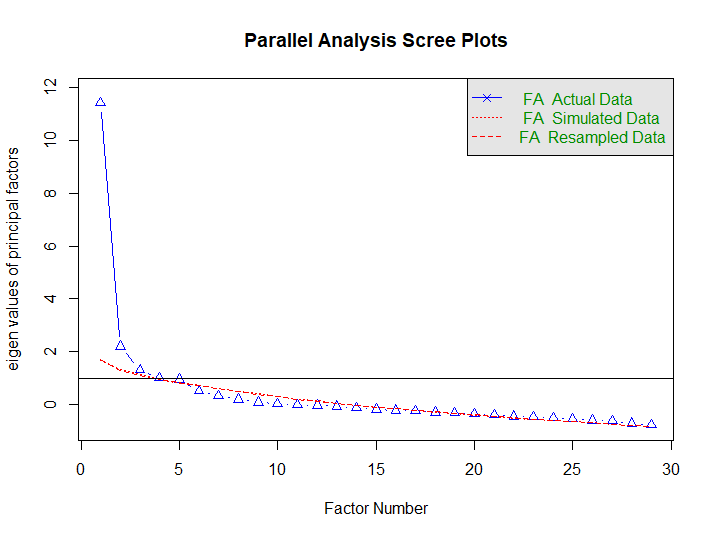 Parallel Analysis Scree Plots
FA Actual Data
FA Simulated Data
FA Resampled Data
eigen values of principal factors
12
10
8
6
4
2
0
0 5 10 15 20 25 30
Factor Number